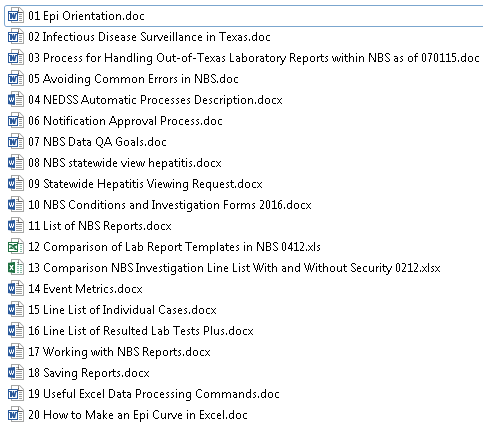 01 Epi Orientation.doc
02 Infectious Disease Surveillance in Texas.doc
03 Process for Handling Out-of-Texas Laboratory Reports within NBS as of 070115.doc
05 Avoiding Common Errors in NBS.doc
04 NEDSS Automatic Processes Description.docx
06 Notification Approval Process.doc
07 NBS Data QA Goals.doc
08 NBS statewide view hepatitis.docx
09 Statewide Hepatitis Viewing Request.docx
10 NBS Conditions and Investigation Forms 2016.docx
11 List of NBS Reports.docx
12 Comparison of Lab Report Templates in NBS 0412.xls
13 Comparison NBS Investigation Line List With and Without Security 0212.xlsx
14 Event Metrics.docx
15 Line List of Individual Cases.docx
16 Line List of Resulted Lab Tests Plus.docx
17 Working with NBS Reports.docx
18 Saving Reports.docx
19 Useful Excel Data Processing Commands.doc
20 How to Make an Epi Curve in Excel.doc